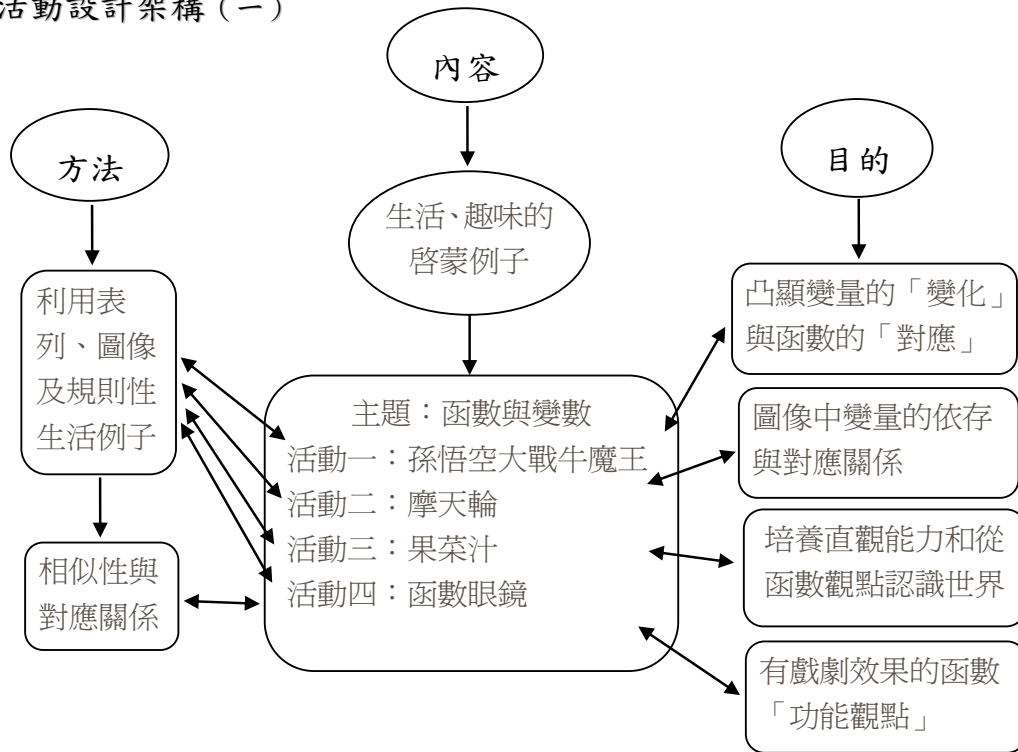 活動設計架構（一）
內容
方法
目的
生活、趣味的
啓蒙例子
利用表
列、圖像
及規則性
生活例子
相似性與
對應關係
主題：函數與變數
活動一：孫悟空大戰牛魔王
活動二：摩天輪
活動三：果菜汁
活動四：函數眼鏡
凸顯變量的「變化」
與函數的「對應」
圖像中變量的依存
與對應關係
培養直觀能力和從
函數觀點認識世界
有戲劇效果的函數
「功能觀點」